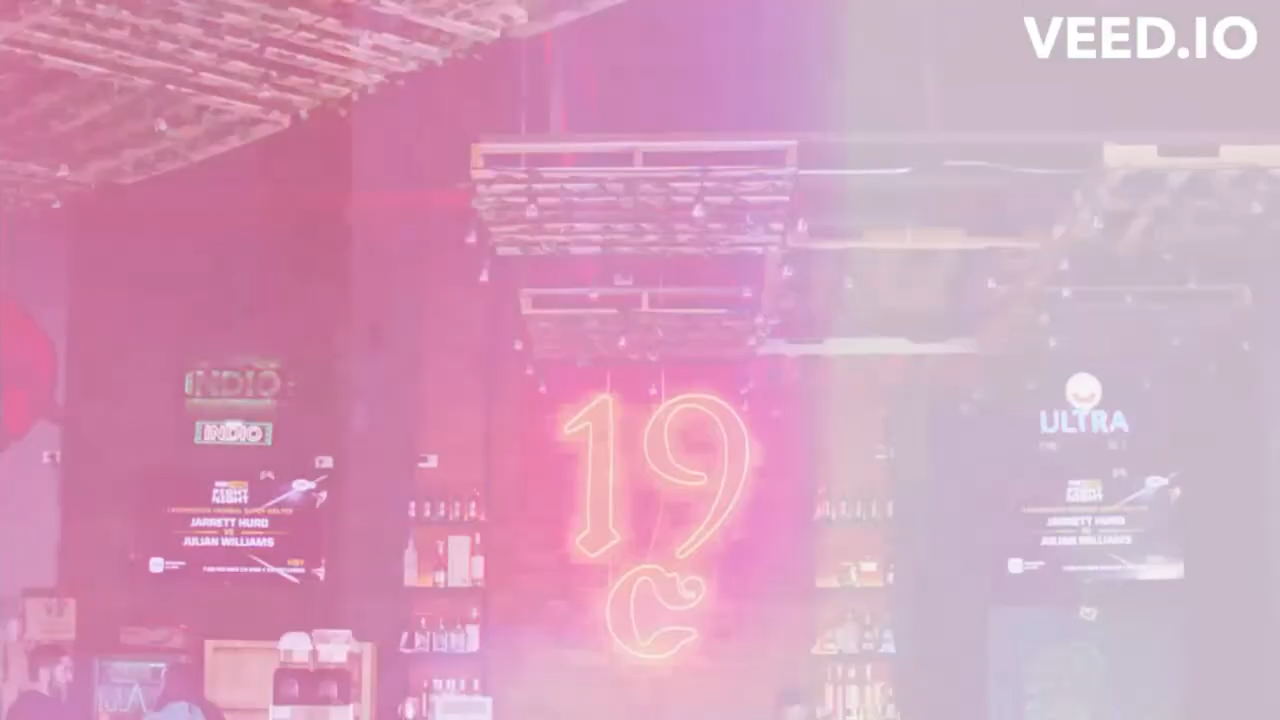 VEED.IO
INDIO
INDIO
FIGHT
NIGHT
JARRETT HURD
VS
JULIAN WILLIAMS
19
C
ULTRA
FIGHT
NIGHT
JARRETT HURD
VS
JULIAN WILLIAMS